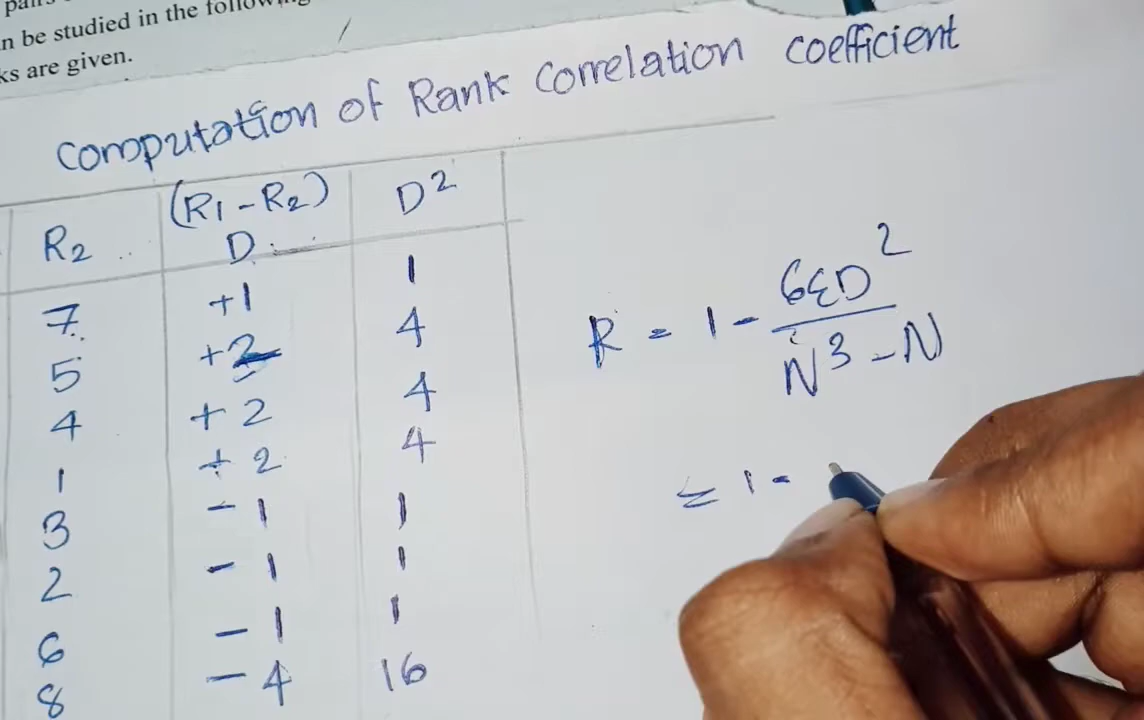 n be studied in the
ks are given.
Computation of Rank Correlation coefficient
R2 (R1-R2) D D²
7 +1 1
5 +2 4
4 +2 4
1 +2 4
3 -1 1
2 -1 1
6 -1 1
8 -4 16
R = 1 - 6ΣD² / N³-N
= 1 -